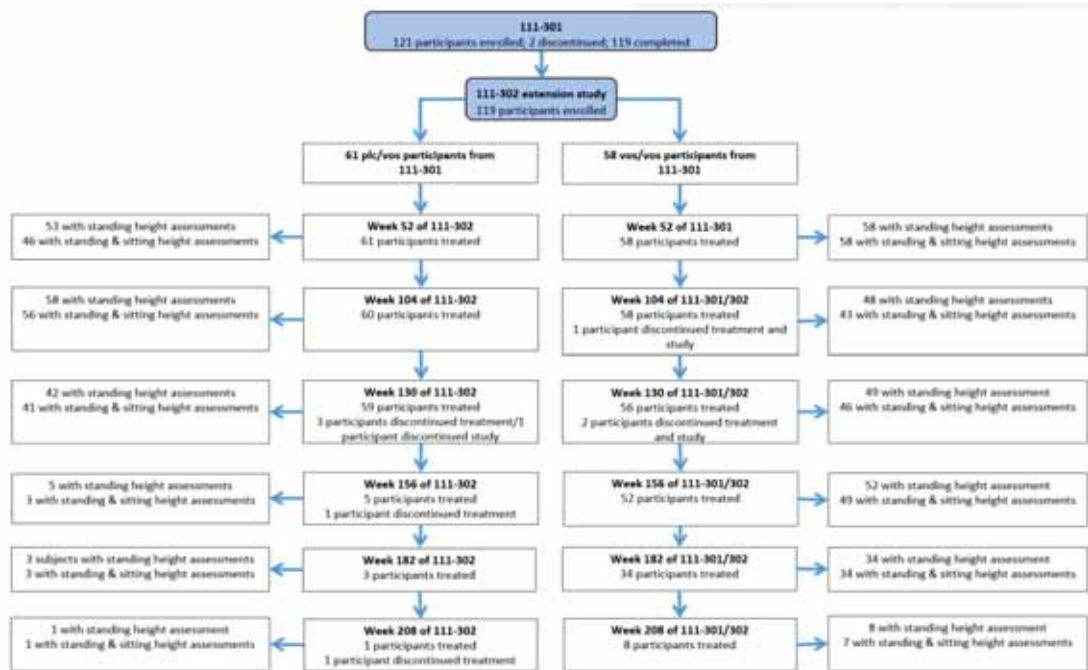 111-301
121 participants enrolled; 2 discontinued; 119 completed
111-302 extension study
119 participants enrolled
61 plc/vos participants from
111-301
58 vos/vos participants from
111-301
53 with standing height assessments
46 with standing & sitting height assessments
Week 52 of 111-302
61 participants treated
Week 52 of 111-301
58 participants treated
58 with standing height assessments
58 with standing & sitting height assessments
58 with standing height assessments
56 with standing & sitting height assessments
Week 104 of 111-302
60 participants treated
Week 104 of 111-301/302
58 participants treated
1 participant discontinued treatment and
study
48 with standing height assessments
43 with standing & sitting height assessments
42 with standing height assessments
41 with standing & sitting height assessments
Week 130 of 111-302
59 participants treated
3 participants discontinued treatment/1
participant discontinued study
Week 130 of 111-301/302
56 participants treated
2 participants discontinued treatment
and study
49 with standing height assessment
46 with standing & sitting height assessments
5 with standing height assessments
3 with standing & sitting height assessments
Week 156 of 111-302
5 participants treated
1 participant discontinued treatment
Week 156 of 111-301/302
52 participants treated
52 with standing height assessment
49 with standing & sitting height assessments
3 subjects with standing height assessments
3 with standing & sitting height assessments
Week 182 of 111-302
3 participants treated
Week 182 of 111-301/302
34 participants treated
34 with standing height assessment
34 with standing & sitting height assessments
1 with standing height assessment
1 with standing & sitting height assessments
Week 208 of 111-302
1 participants treated
1 participant discontinued treatment
Week 208 of 111-301/302
8 participants treated
8 with standing height assessment
7 with standing & sitting height assessments